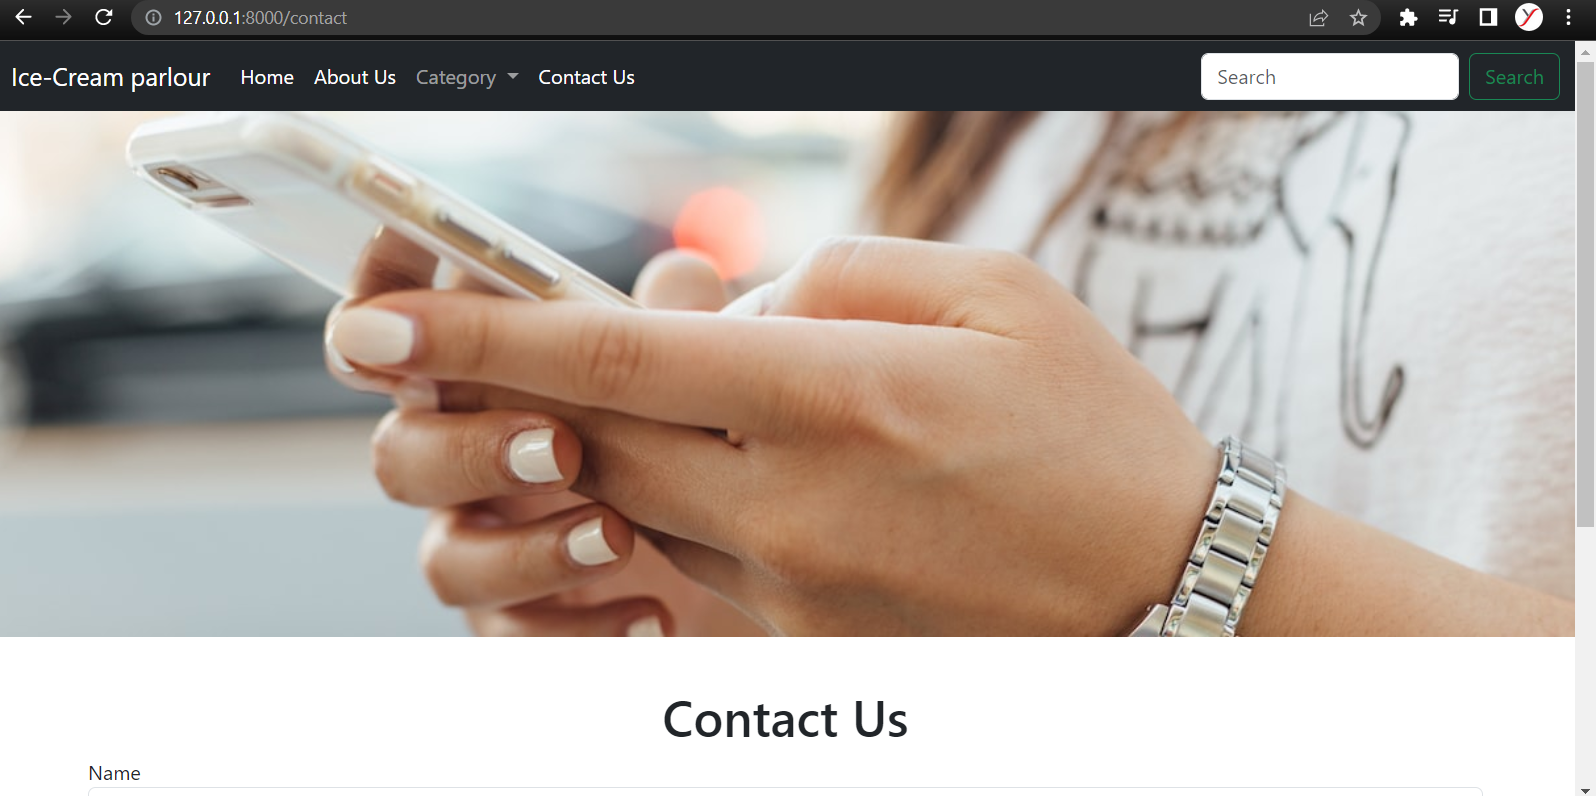 127.0.0.1:8000/contact
Ice-Cream parlour Home About Us Category Contact Us Search Search
Contact Us
Name